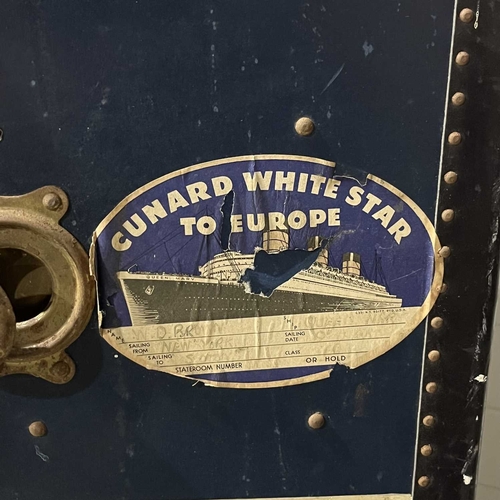 CUNARD WHITE STAR
TO EUROPE
NAME
SHIP
SAILING FROM NEW
SAILING DATE
SAILING TO
CLASS
STATEROOM NUMBER OR HOLD